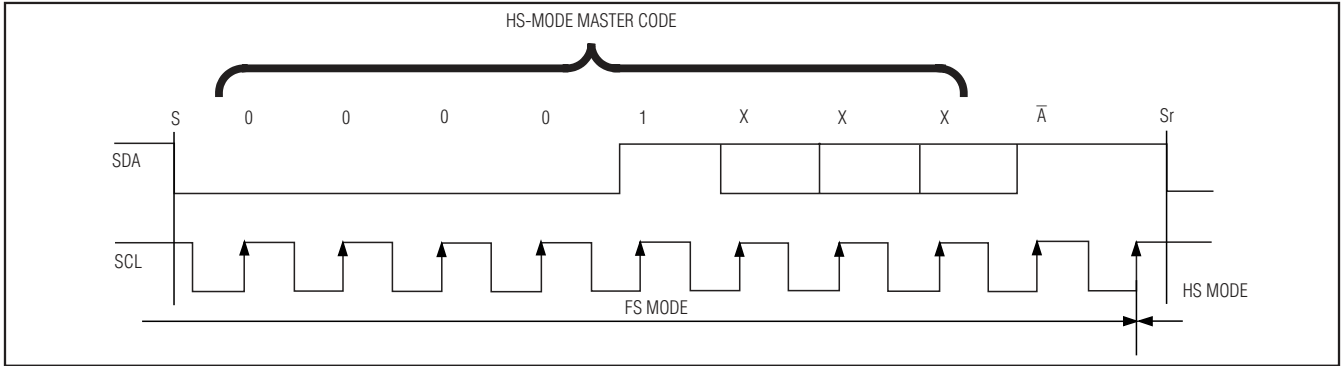 HS-MODE MASTER CODE
S 0 0 0 0 1 X X X A̅ Sr
SDA
SCL
FS MODE
HS MODE